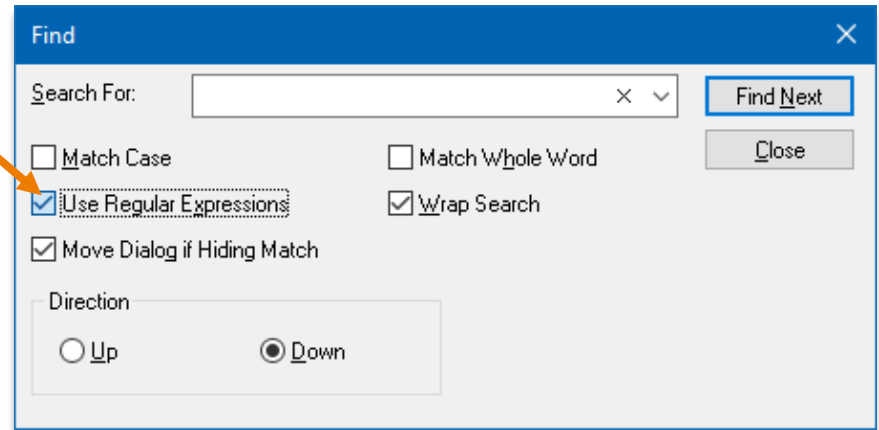 Find
Search For:
Find Next
Match Case
Match Whole Word
Close
Use Regular Expressions
Wrap Search
Move Dialog if Hiding Match
Direction
Up
Down